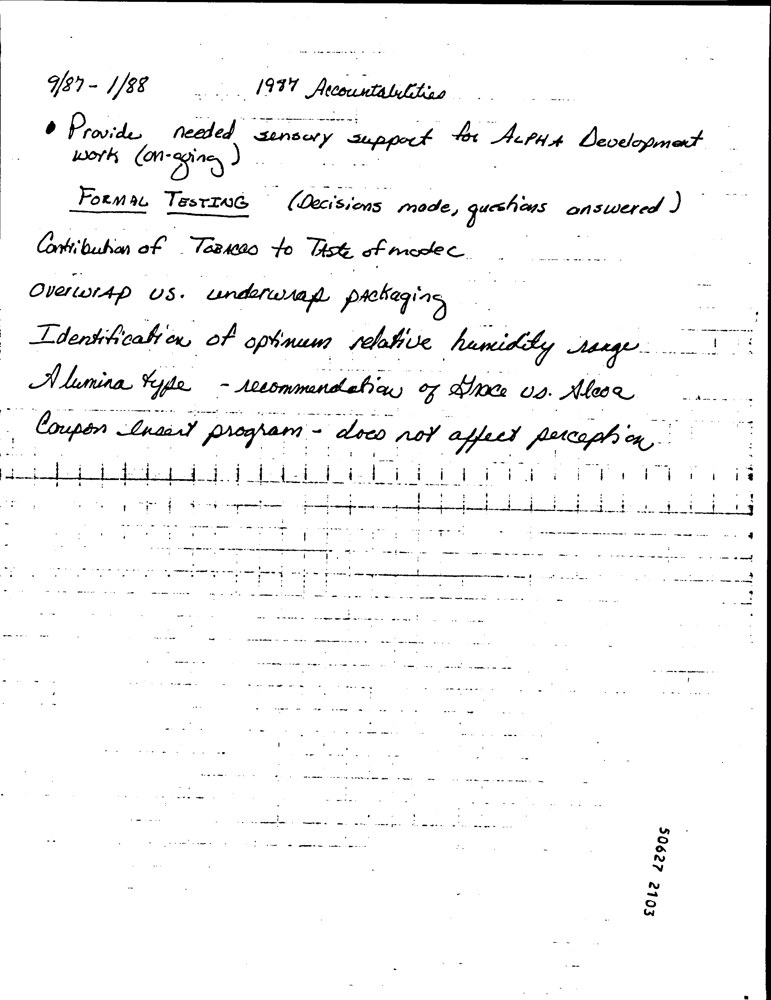 9/87 - 1/88 1987 Accountabilities
• Provide needed sensory support for ALPHA Development
work (on-going)
FORMAL TESTING (Decisions made, questions answered)
Contribution of Tobacco to Taste of model
Overwrap vs. underwrap packaging
Identification of optimum relative humidity range
Alumina type - recommendation of Grace vs. Alcoa
Coupon Insert program - does not affect perception
50627 2103